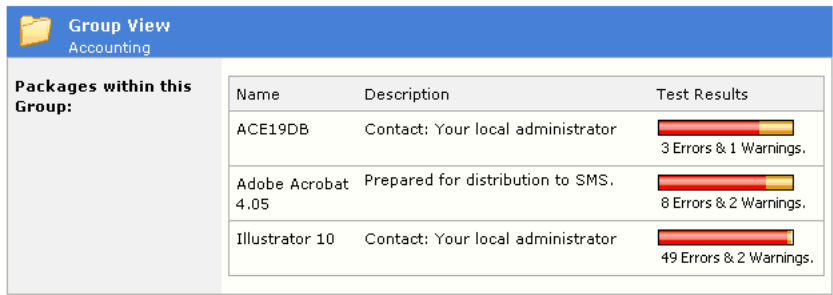 Group View
Accounting
Packages within this
Group:
Name Description Test Results
ACE19DB Contact: Your local administrator
3 Errors & 1 Warnings.
Adobe Acrobat Prepared for distribution to SMS.
4.05
8 Errors & 2 Warnings.
Illustrator 10 Contact: Your local administrator
49 Errors & 2 Warnings.